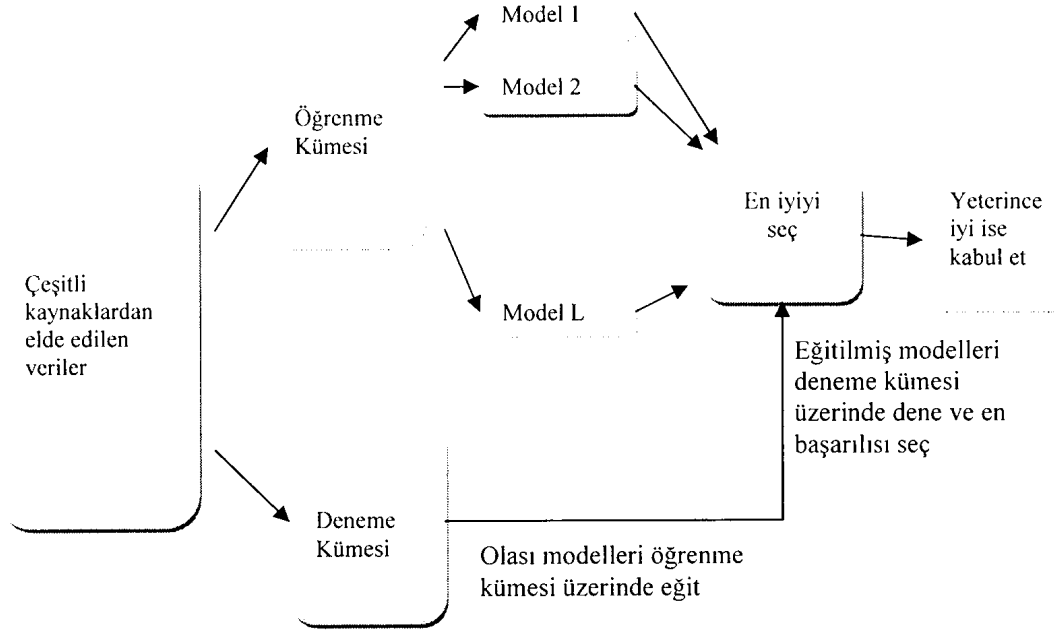 Model 1
Model 2
Öğrenme
Kümesi
En iyiyi
seç
Yeterince
iyi ise
kabul et
Çeşitli
kaynaklardan
elde edilen
veriler
Model L
Eğitilmiş modelleri
deneme kümesi
üzerinde dene ve en
başarılısı seç
Deneme
Kümesi
Olası modelleri öğrenme
kümesi üzerinde eğit